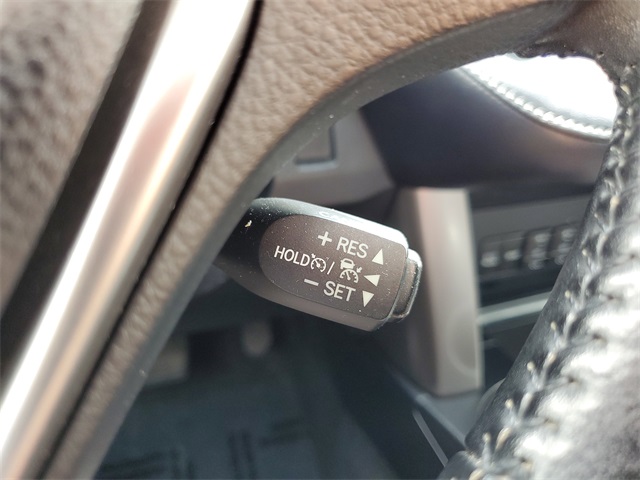 + RES
HOLD /
- SET